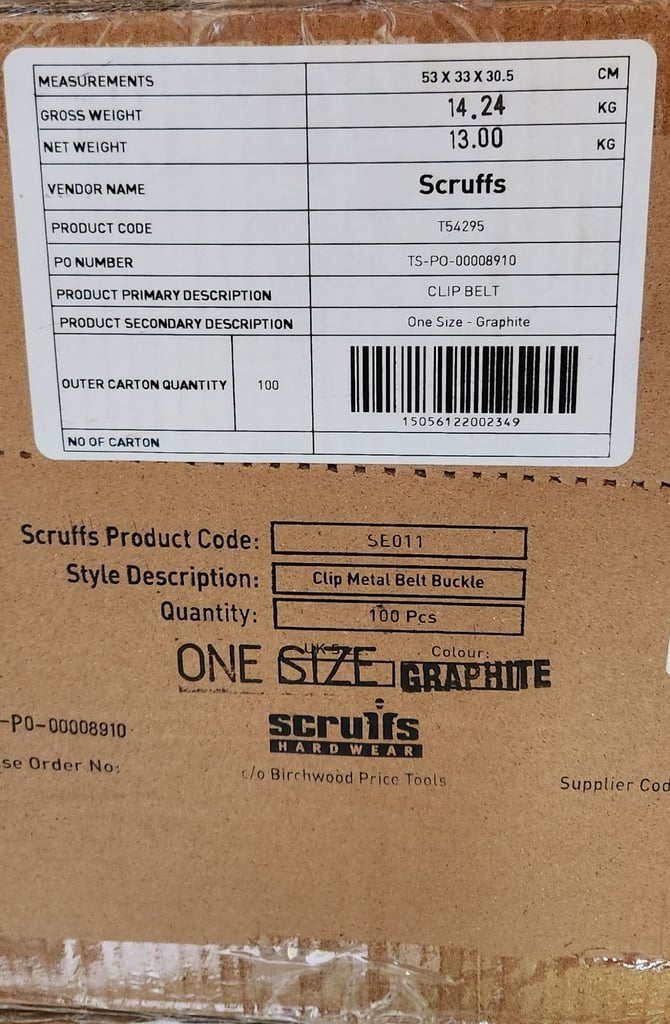 MEASUREMENTS 53 X 33 X 30.5 CM
GROSS WEIGHT 14.24 KG
NET WEIGHT 13.00 KG
VENDOR NAME Scruffs
PRODUCT CODE T54295
PO NUMBER TS-PO-00008910
PRODUCT PRIMARY DESCRIPTION CLIP BELT
PRODUCT SECONDARY DESCRIPTION One Size - Graphite
OUTER CARTON QUANTITY 100
15056122002349
NO OF CARTON
Scruffs Product Code: SE011
Style Description: Clip Metal Belt Buckle
Quantity: 100 Pcs
UK Colour:
ONE SIZE GRAPHITE
-PO-00008910 scruffs
HARDWEAR
se Order No: c/o Birchwood Price Tools Supplier Cod